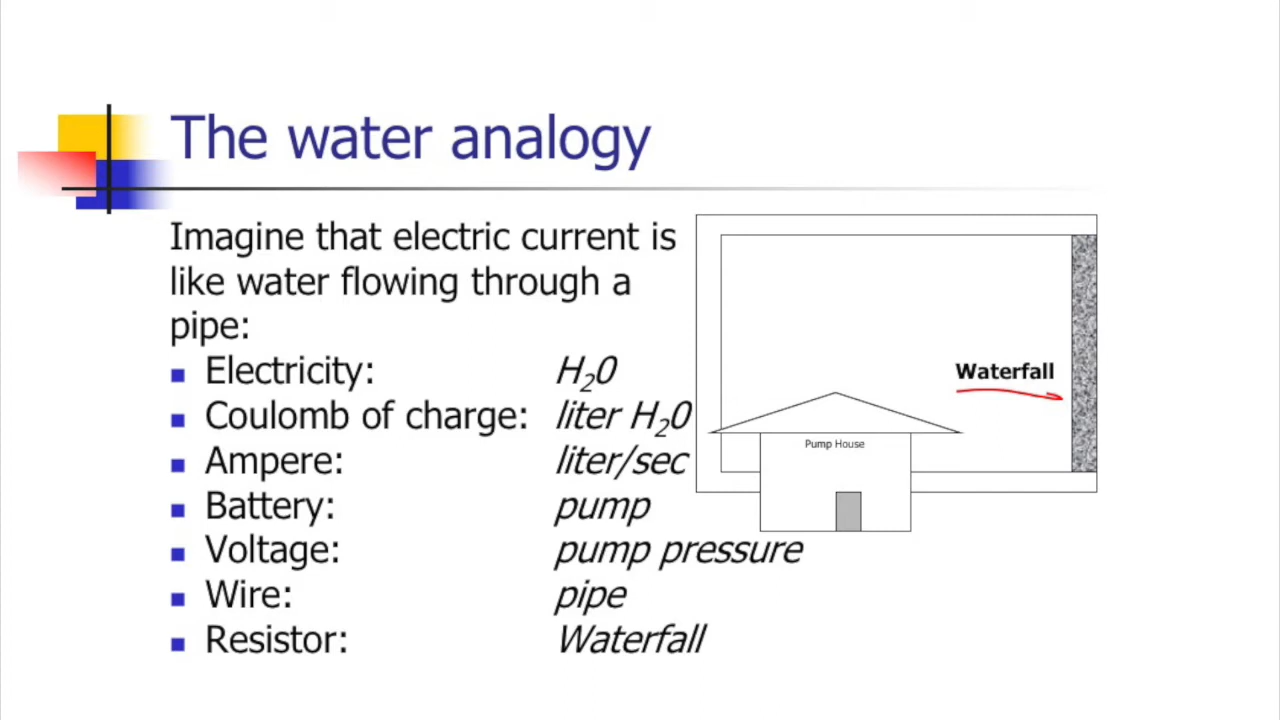 The water analogy
Imagine that electric current is
like water flowing through a
pipe:
Electricity: H₂0
Coulomb of charge: liter H₂0
Ampere: liter/sec
Battery: pump
Voltage: pump pressure
Wire: pipe
Resistor: Waterfall
Waterfall
Pump House